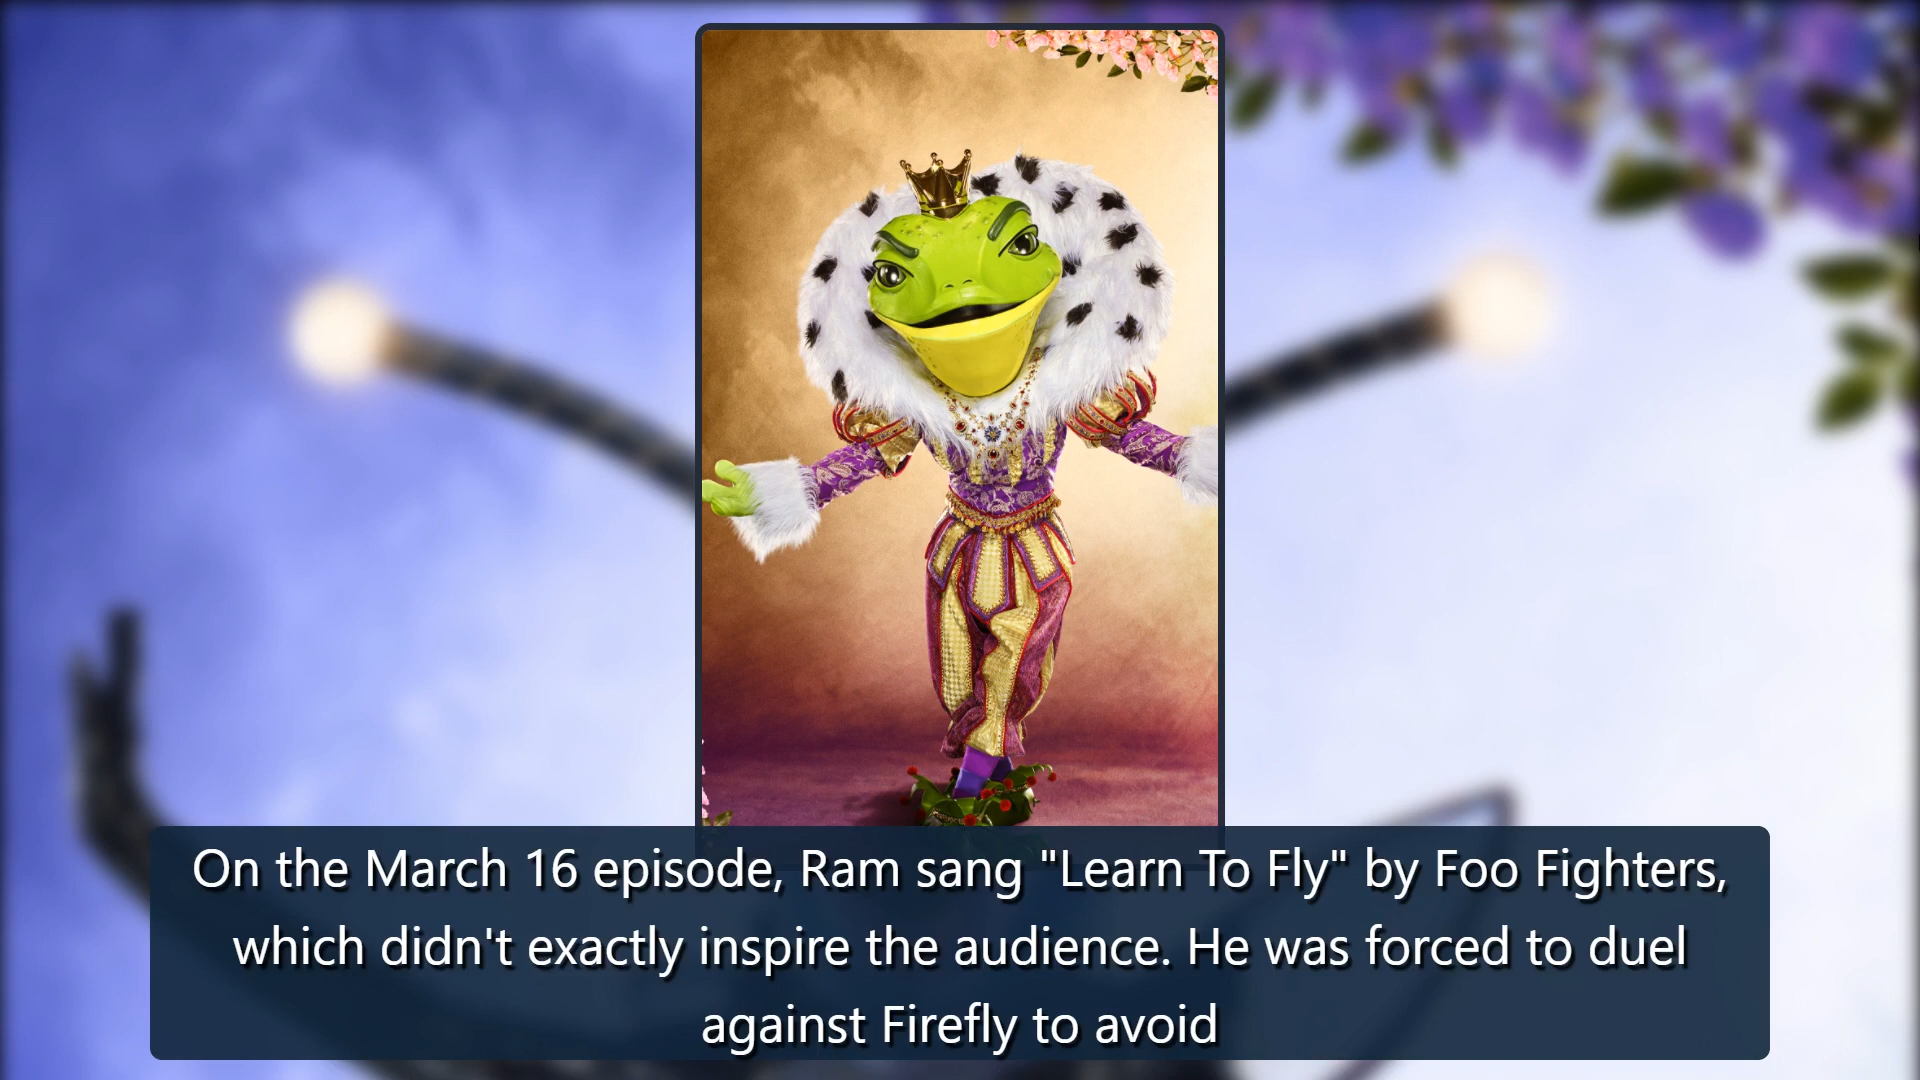 On the March 16 episode, Ram sang "Learn To Fly" by Foo Fighters,
which didn't exactly inspire the audience. He was forced to duel
against Firefly to avoid